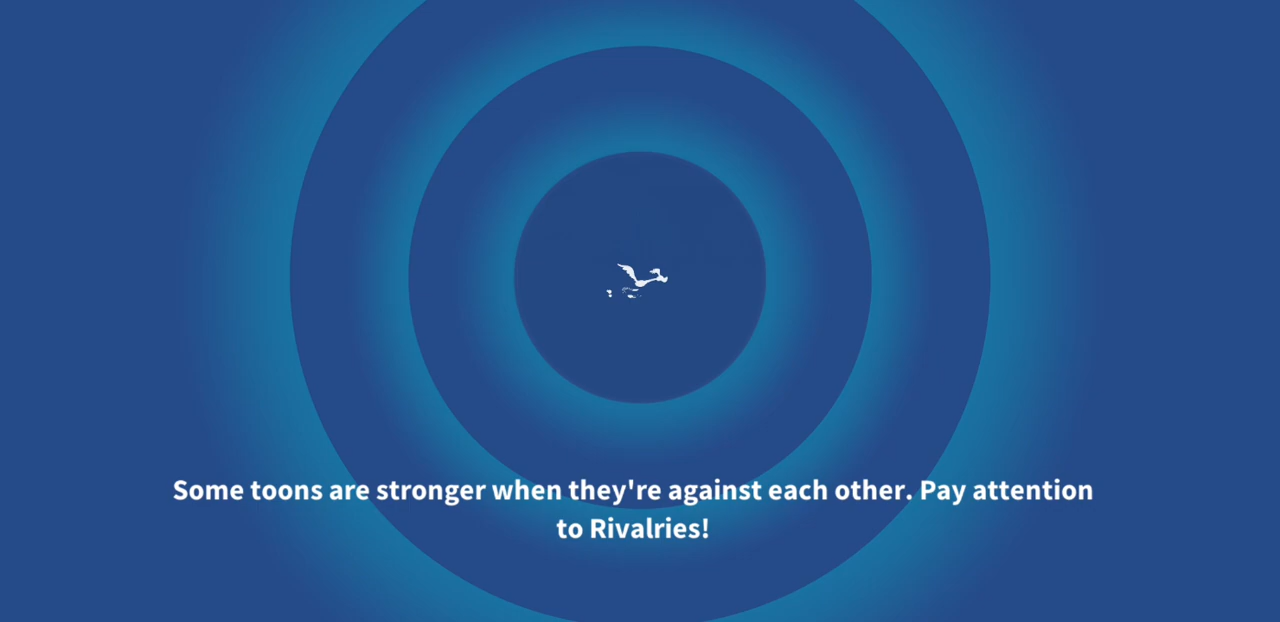 Some toons are stronger when they're against each other. Pay attention
to Rivalries!